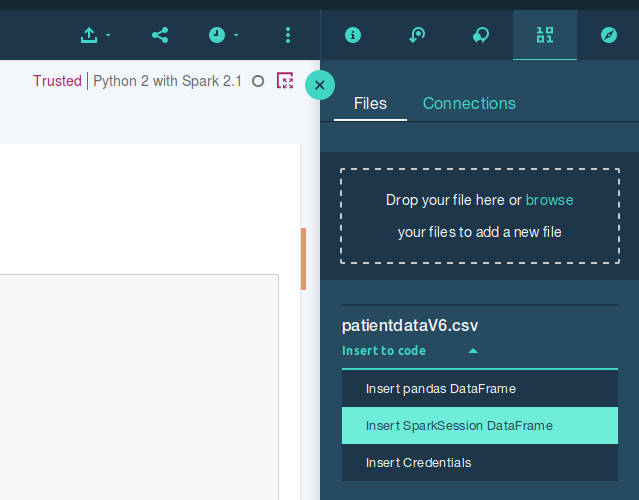 Trusted | Python 2 with Spark 2.1
Files
Connections
Drop your file here or browse
your files to add a new file
patientdataV6.csv
Insert to code
Insert pandas DataFrame
Insert SparkSession DataFrame
Insert Credentials